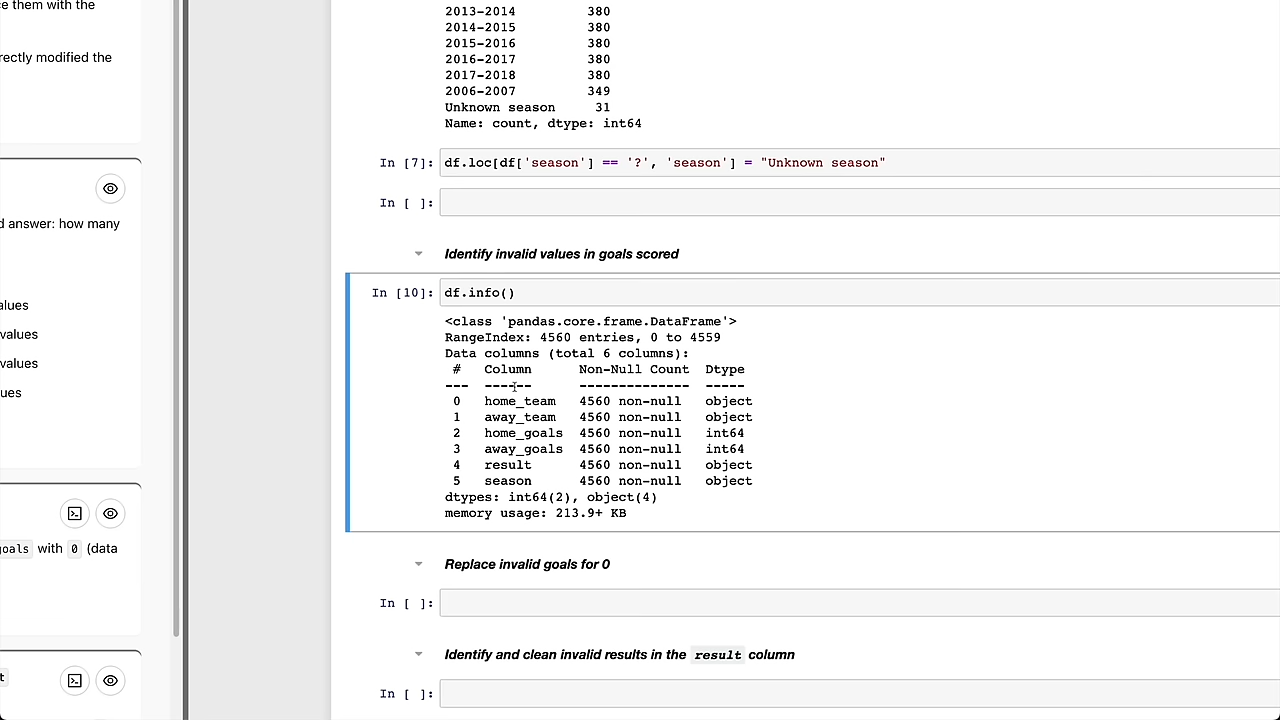 e them with the
rectly modified the
d answer: how many
alues
values
values
ues
goals with 0 (data
t
2013-2014 380
2014-2015 380
2015-2016 380
2016-2017 380
2017-2018 380
2006-2007 349
Unknown season 31
Name: count, dtype: int64
In [7]: df.loc[df['season'] == '?', 'season'] = "Unknown season"
In [ ]:
Identify invalid values in goals scored
In [10]: df.info()
<class 'pandas.core.frame.DataFrame'>
RangeIndex: 4560 entries, 0 to 4559
Data columns (total 6 columns):
# Column Non-Null Count Dtype
--- ------ -------------- -----
0 home_team 4560 non-null object
1 away_team 4560 non-null object
2 home_goals 4560 non-null int64
3 away_goals 4560 non-null int64
4 result 4560 non-null object
5 season 4560 non-null object
dtypes: int64(2), object(4)
memory usage: 213.9+ KB
Replace invalid goals for 0
In [ ]:
Identify and clean invalid results in the result column
In [ ]: